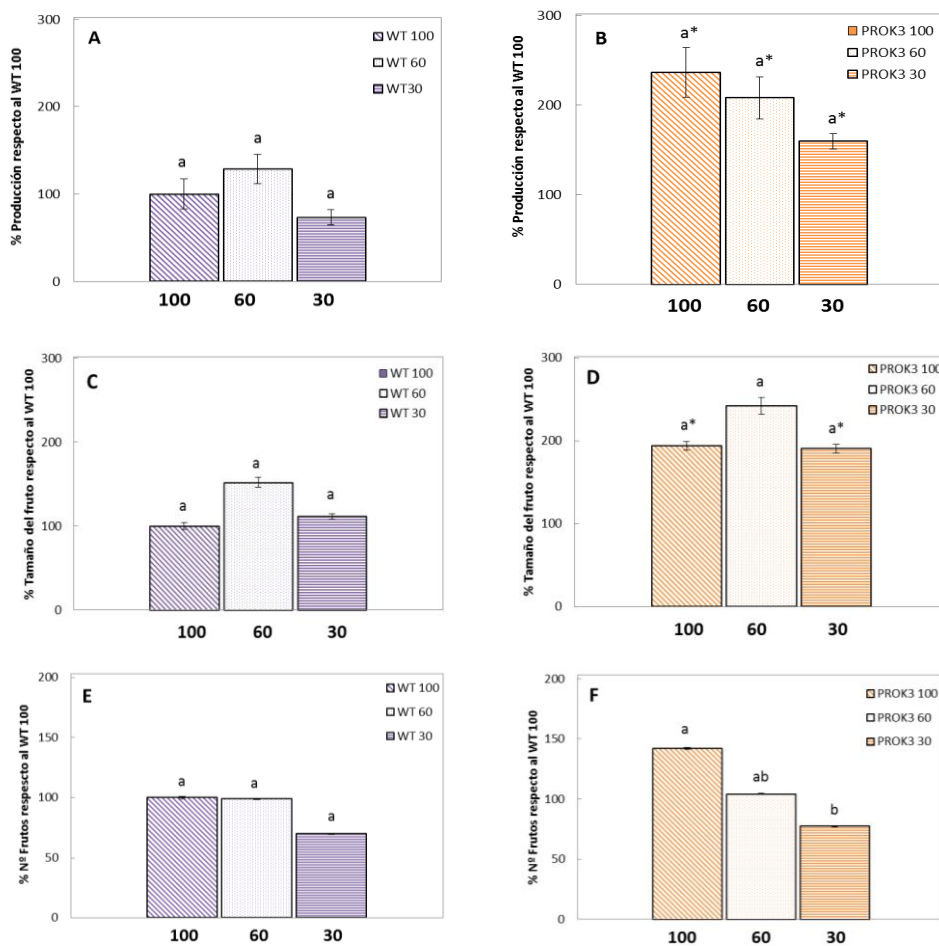 % Producción respecto al WT 100
300
200
100
0
A
WT 100
WT 60
WT30
a
a
a
100
60
30
% Producción respecto al WT 100
300
200
100
0
B
PROK3 100
PROK3 60
PROK3 30
a*
a*
a*
100
60
30
% Tamaño del fruto respecto al WT 100
300
200
100
0
C
WT 100
WT 60
WT 30
a
a
a
100
60
30
% Tamaño del fruto respecto al WT 100
300
200
100
0
D
PROK3 100
PROK3 60
PROK3 30
a*
a
a*
100
60
30
% Nº Frutos respescto al WT 100
200
150
100
50
0
E
WT 100
WT 60
WT 30
a
a
a
100
60
30
% Nº Frutos respecto al WT 100
200
150
100
50
0
F
PROK3 100
PROK3 60
PROK3 30
a
ab
b
100
60
30